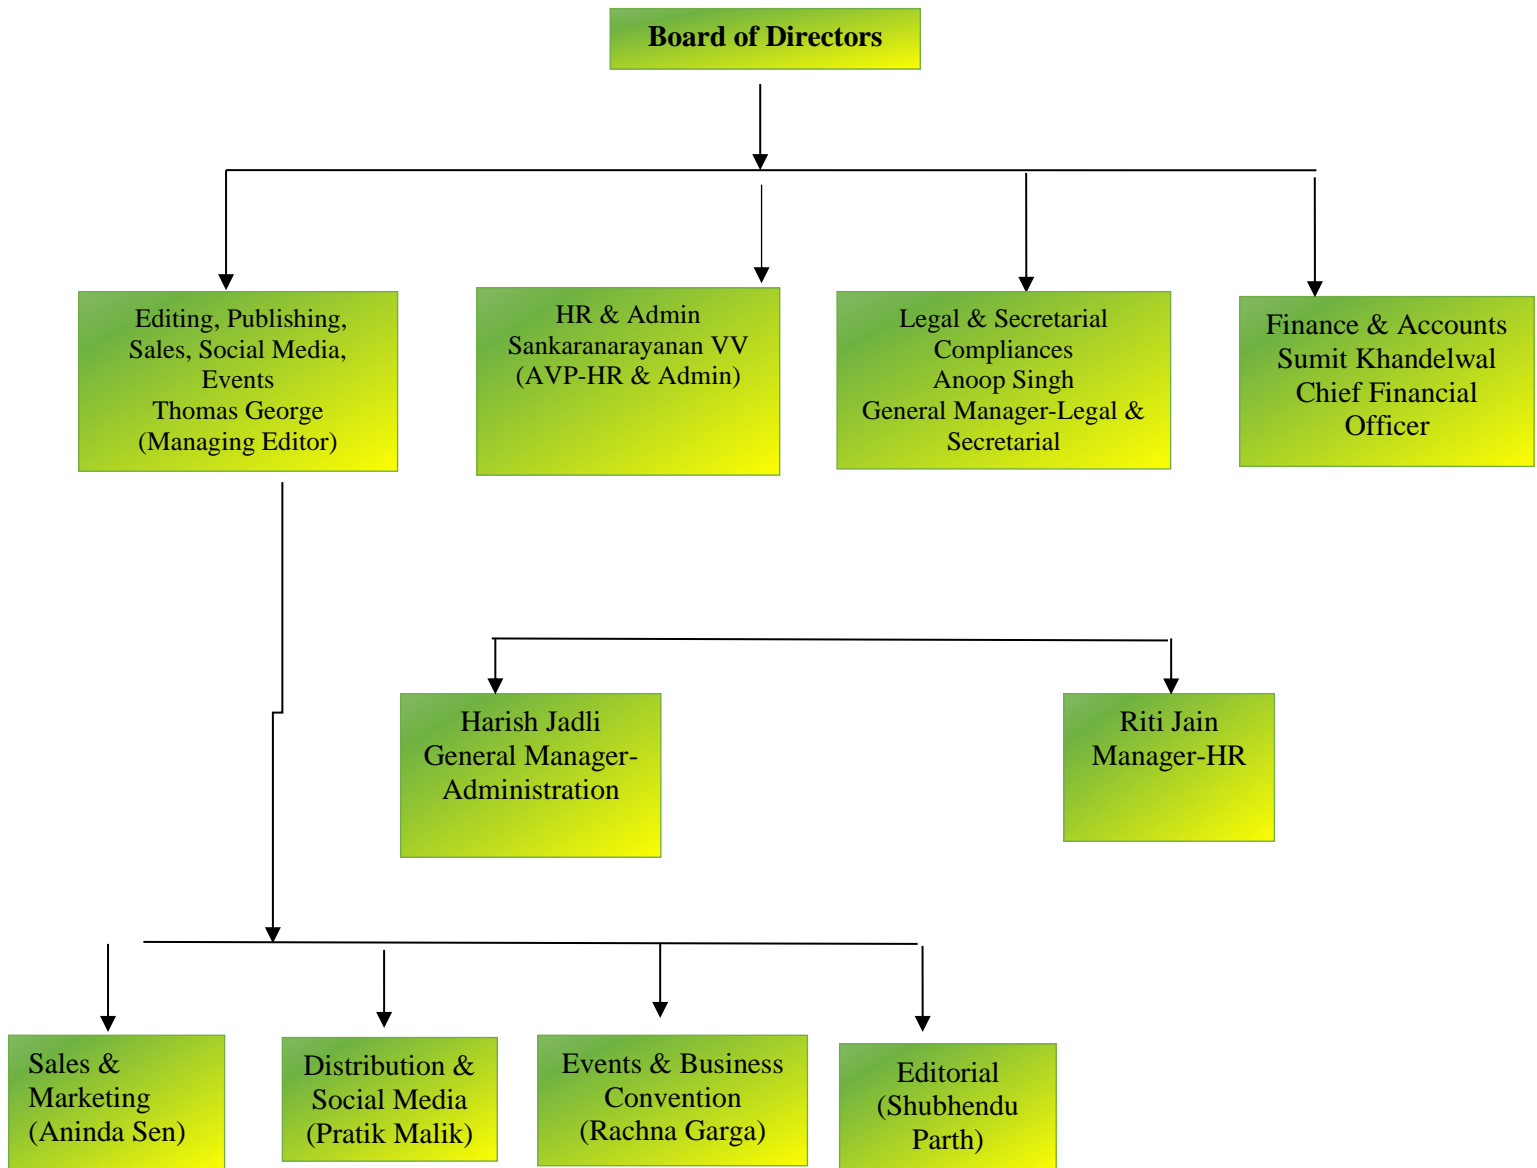 Board of Directors
Editing, Publishing,
Sales, Social Media,
Events
Thomas George
(Managing Editor)
HR & Admin
Sankaranarayanan VV
(AVP-HR & Admin)
Legal & Secretarial
Compliances
Anoop Singh
General Manager-Legal &
Secretarial
Finance & Accounts
Sumit Khandelwal
Chief Financial
Officer
Harish Jadli
General Manager-
Administration
Riti Jain
Manager-HR
Sales &
Marketing
(Aninda Sen)
Distribution &
Social Media
(Pratik Malik)
Events & Business
Convention
(Rachna Garga)
Editorial
(Shubhendu
Parth)